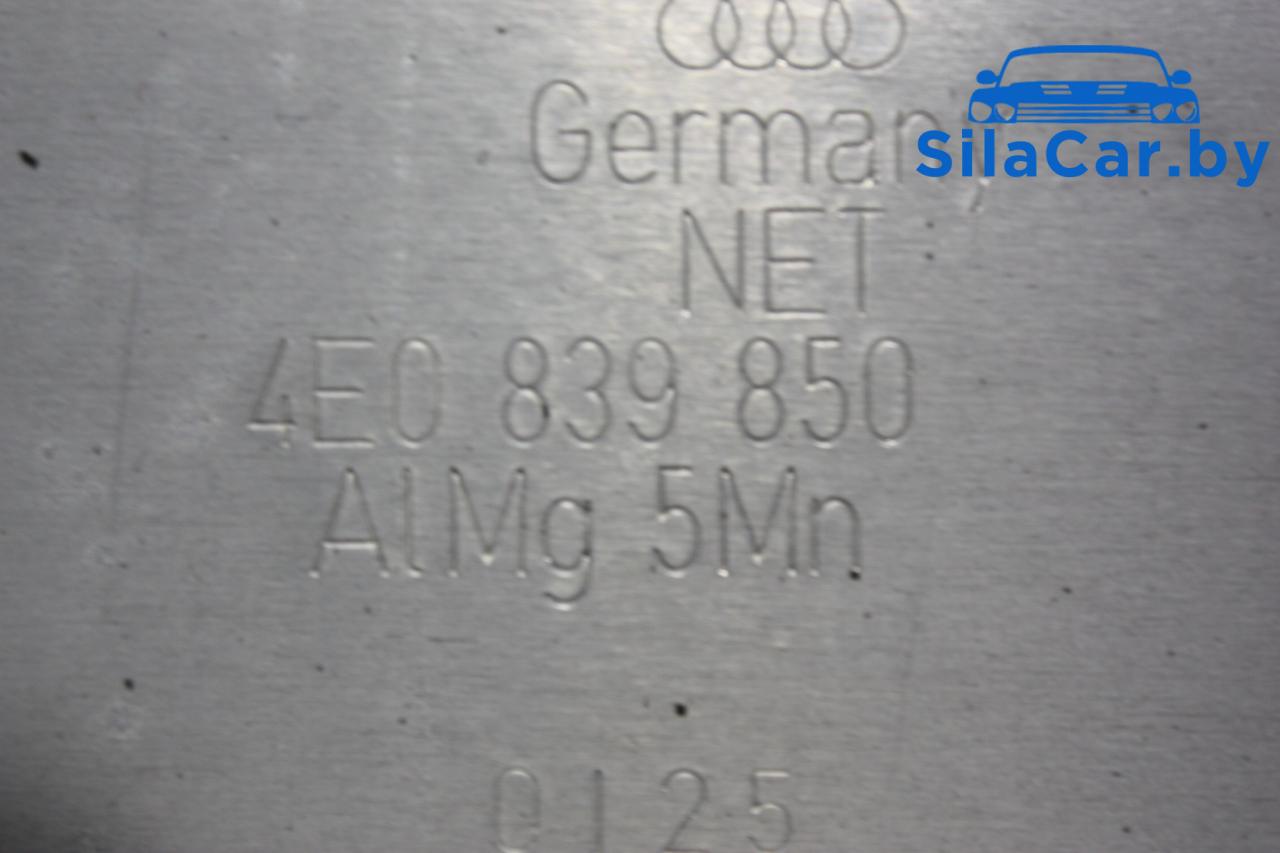 SilaCar.by
Germany
NET
4E0 839 850
AlMg 5Mn
0125